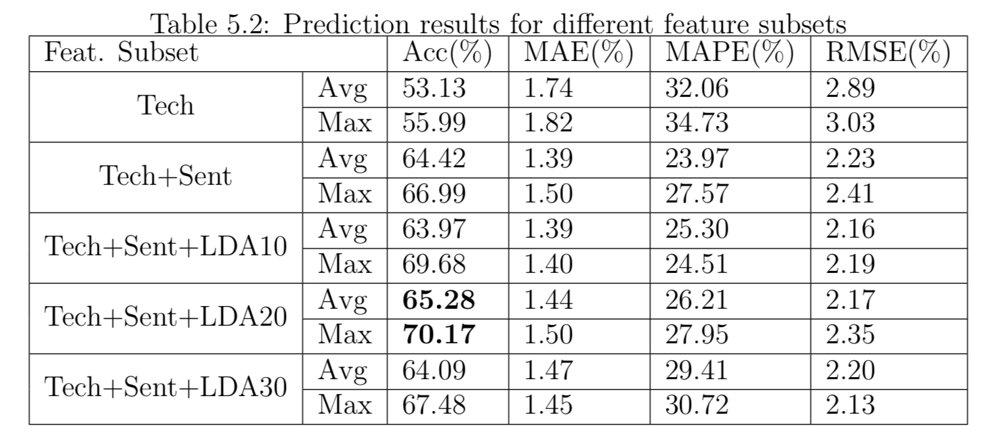 Table 5.2: Prediction results for different feature subsets
Feat. Subset Acc(%) MAE(%) MAPE(%) RMSE(%)
Tech
Avg 53.13 1.74 32.06 2.89
Max 55.99 1.82 34.73 3.03
Tech+Sent
Avg 64.42 1.39 23.97 2.23
Max 66.99 1.50 27.57 2.41
Tech+Sent+LDA10
Avg 63.97 1.39 25.30 2.16
Max 69.68 1.40 24.51 2.19
Tech+Sent+LDA20
Avg 65.28 1.44 26.21 2.17
Max 70.17 1.50 27.95 2.35
Tech+Sent+LDA30
Avg 64.09 1.47 29.41 2.20
Max 67.48 1.45 30.72 2.13